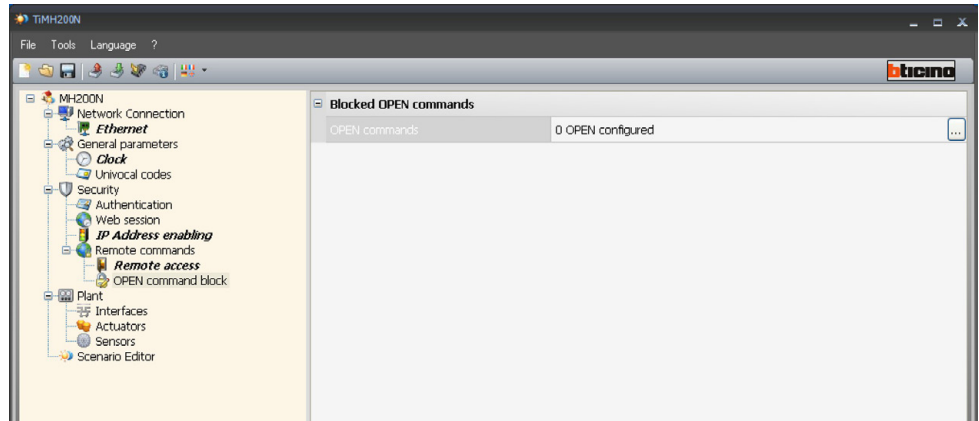 TiMH200N
File Tools Language ?
bticino
MH200N
Network Connection
Ethernet
General parameters
Clock
Univocal codes
Security
Authentication
Web session
IP Address enabling
Remote commands
Remote access
OPEN command block
Plant
Interfaces
Actuators
Sensors
Scenario Editor
Blocked OPEN commands
OPEN commands 0 OPEN configured ...